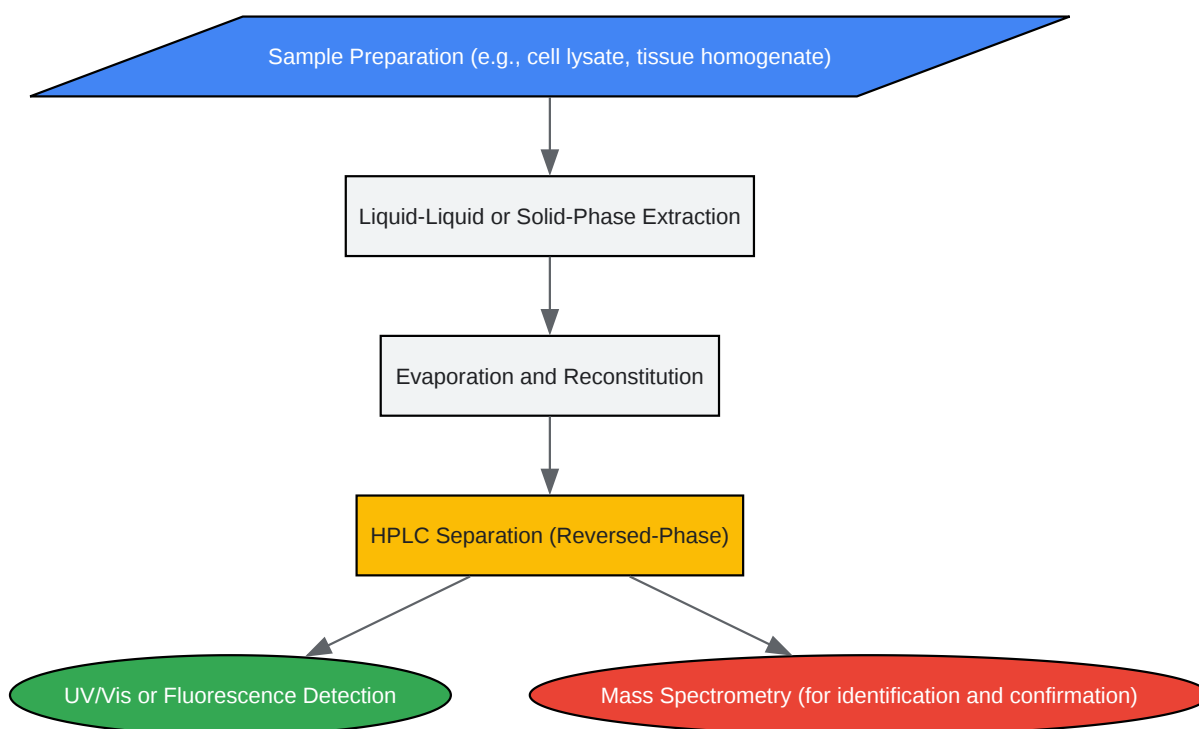 Sample Preparation (e.g., cell lysate, tissue homogenate)
Liquid-Liquid or Solid-Phase Extraction
Evaporation and Reconstitution
HPLC Separation (Reversed-Phase)
UV/Vis or Fluorescence Detection
Mass Spectrometry (for identification and confirmation)